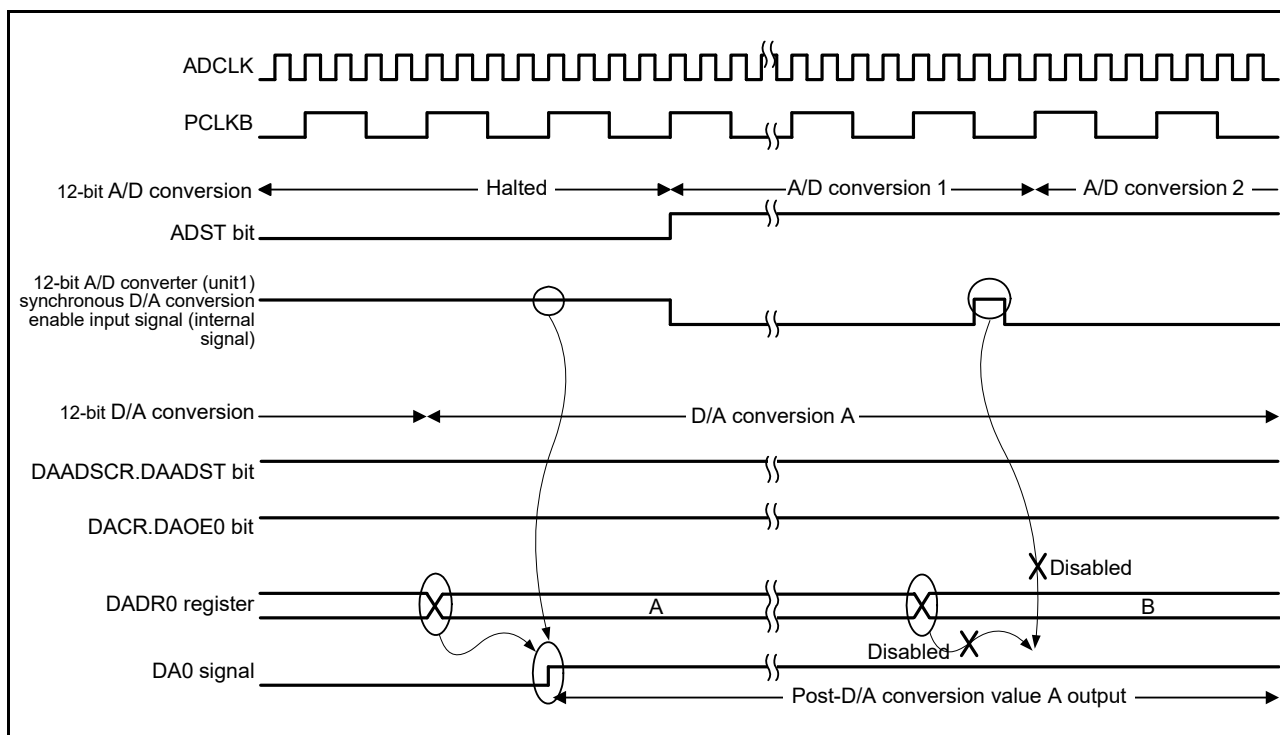 ADCLK
PCLKB
12-bit A/D conversion
Halted
A/D conversion 1
A/D conversion 2
ADST bit
12-bit A/D converter (unit1)
synchronous D/A conversion
enable input signal (internal
signal)
12-bit D/A conversion
D/A conversion A
DAADSCR.DAADST bit
DACR.DAOE0 bit
Disabled
DADR0 register
A
B
Disabled
DA0 signal
Post-D/A conversion value A output